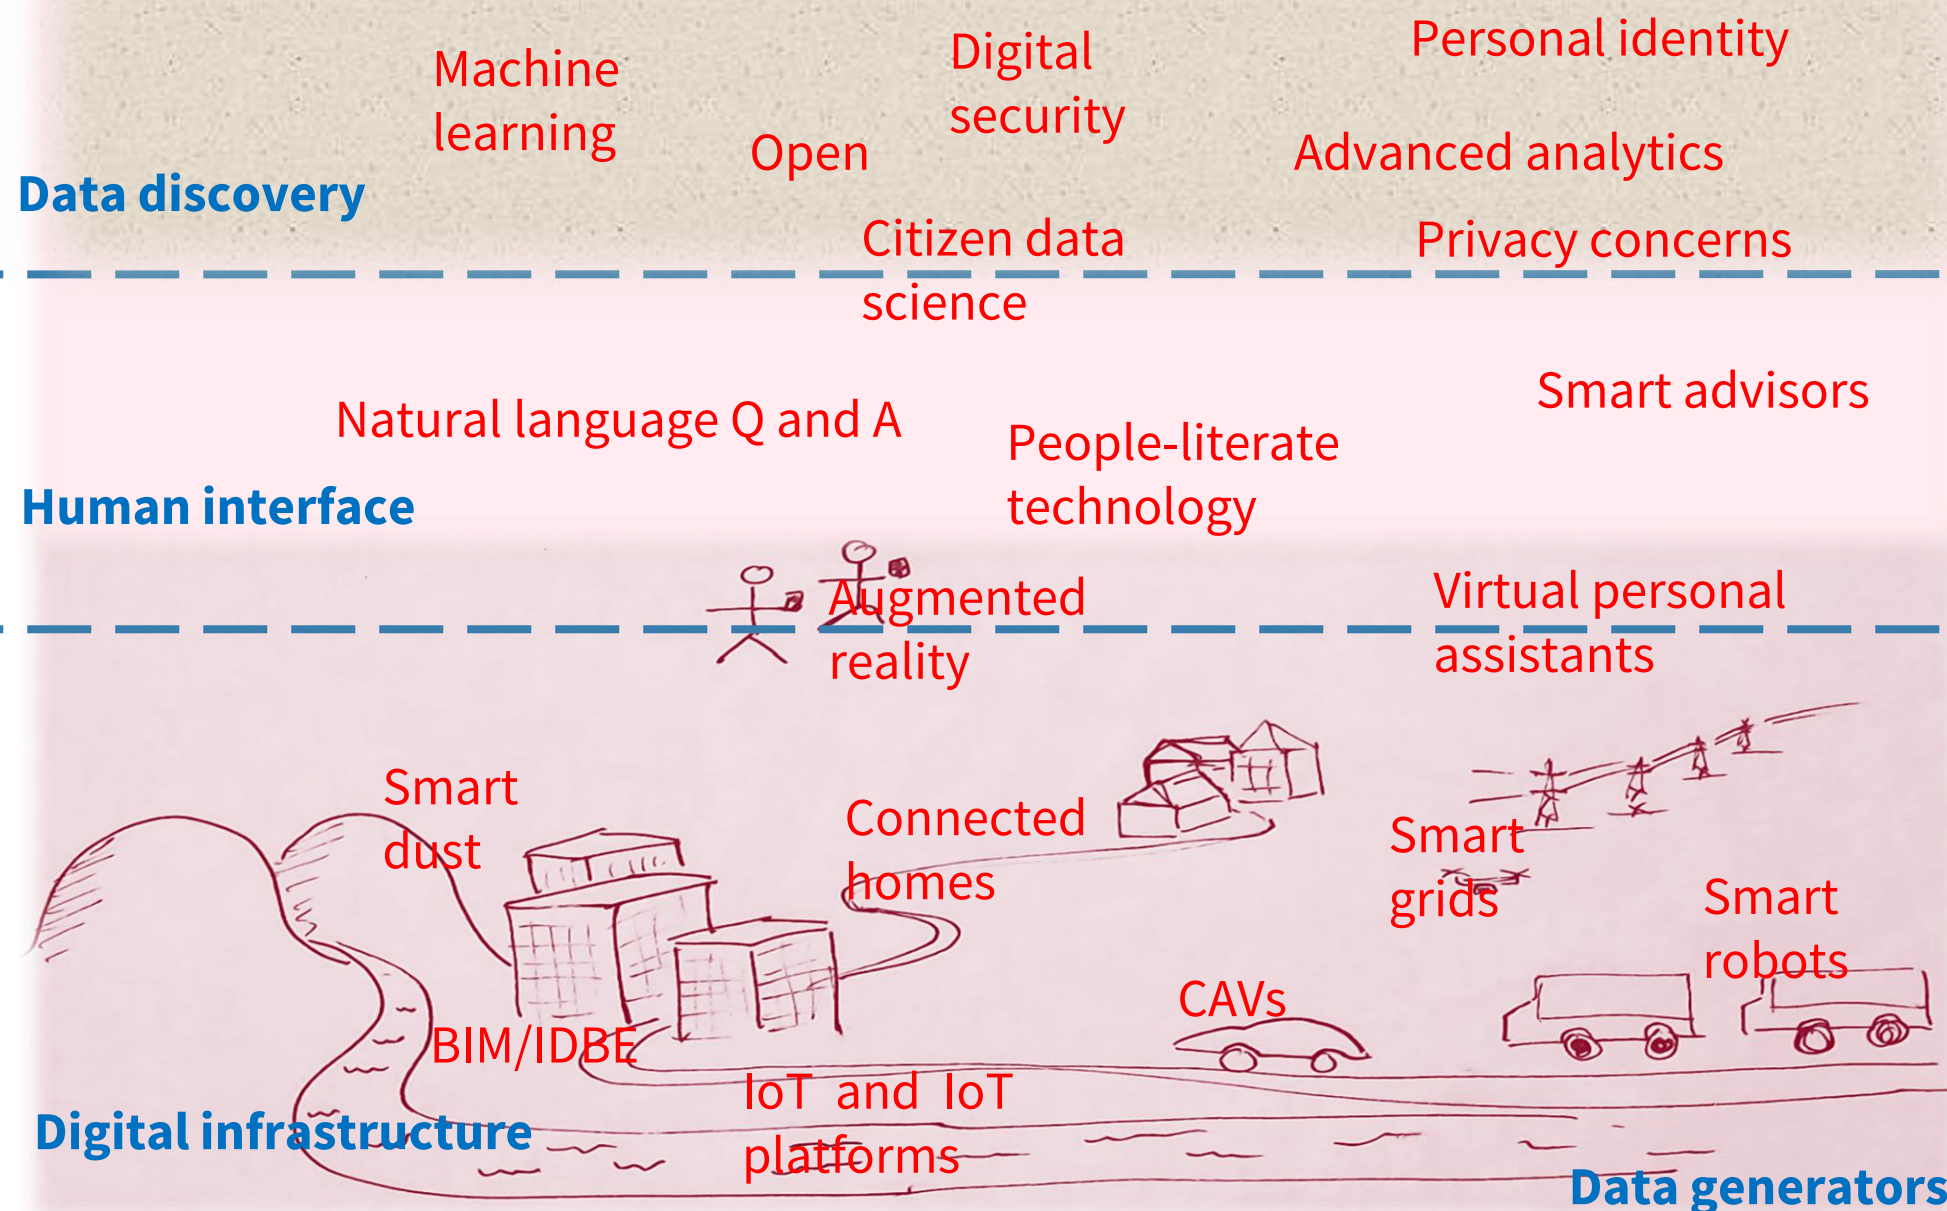 Personal identity
Digital
security
Machine
learning
Open
Advanced analytics
Data discovery
Citizen data
science
Privacy concerns
Smart advisors
Natural language Q and A
People-literate
technology
Human interface
Augmented
reality
Virtual personal
assistants
Smart
dust
Connected
homes
Smart
grids
Smart
robots
CAVs
BIM/IDBE
IoT and IoT
platforms
Digital infrastructure
Data generators